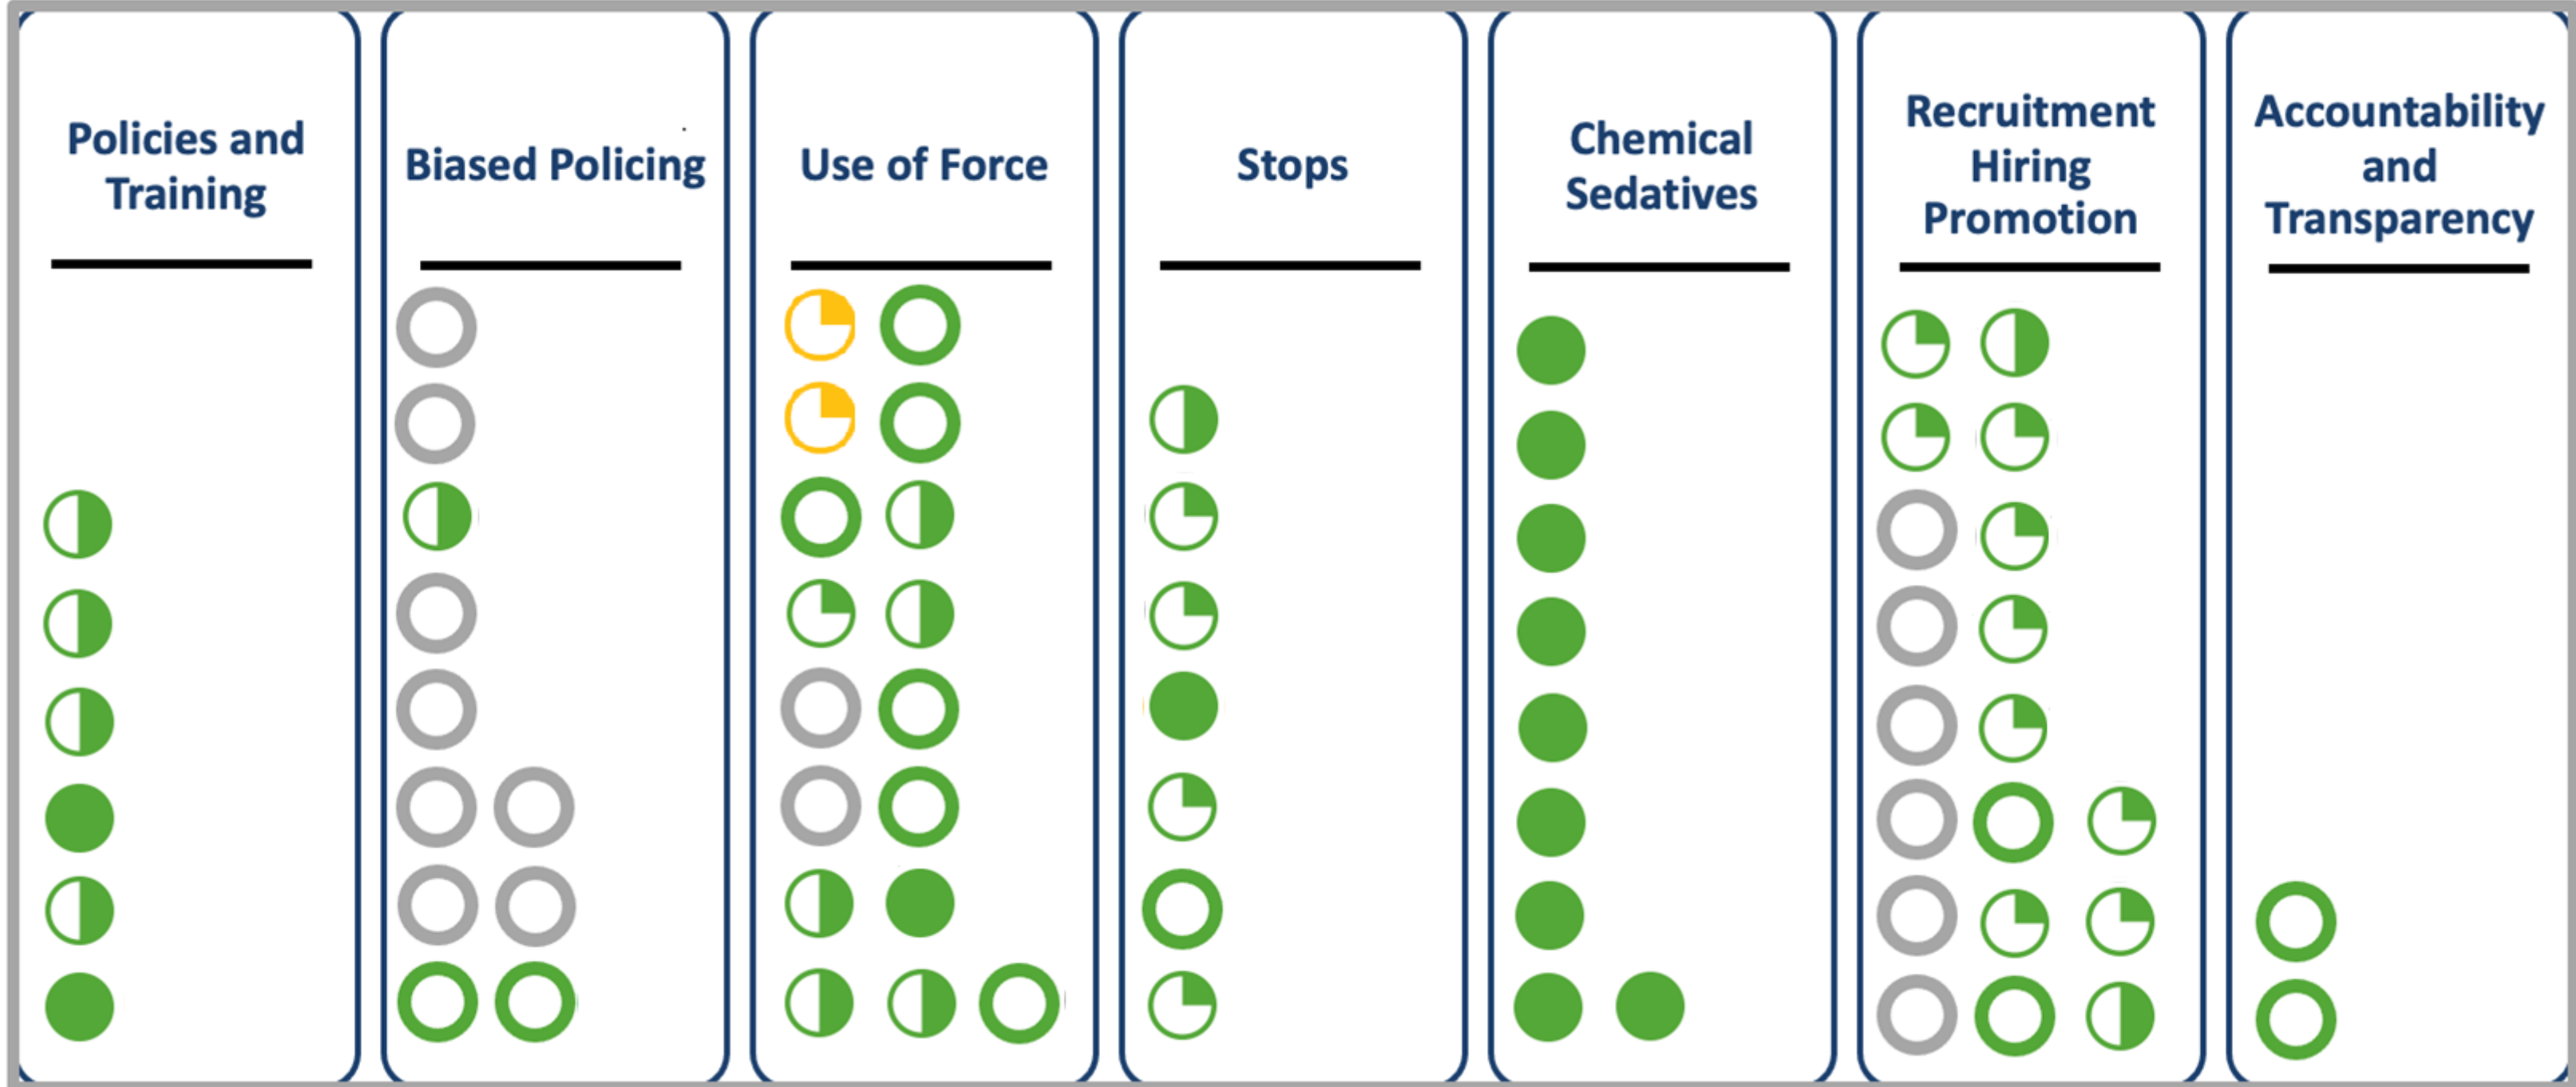 Policies and
Training
Biased Policing
Use of Force
Stops
Chemical
Sedatives
Recruitment
Hiring
Promotion
Accountability
and
Transparency